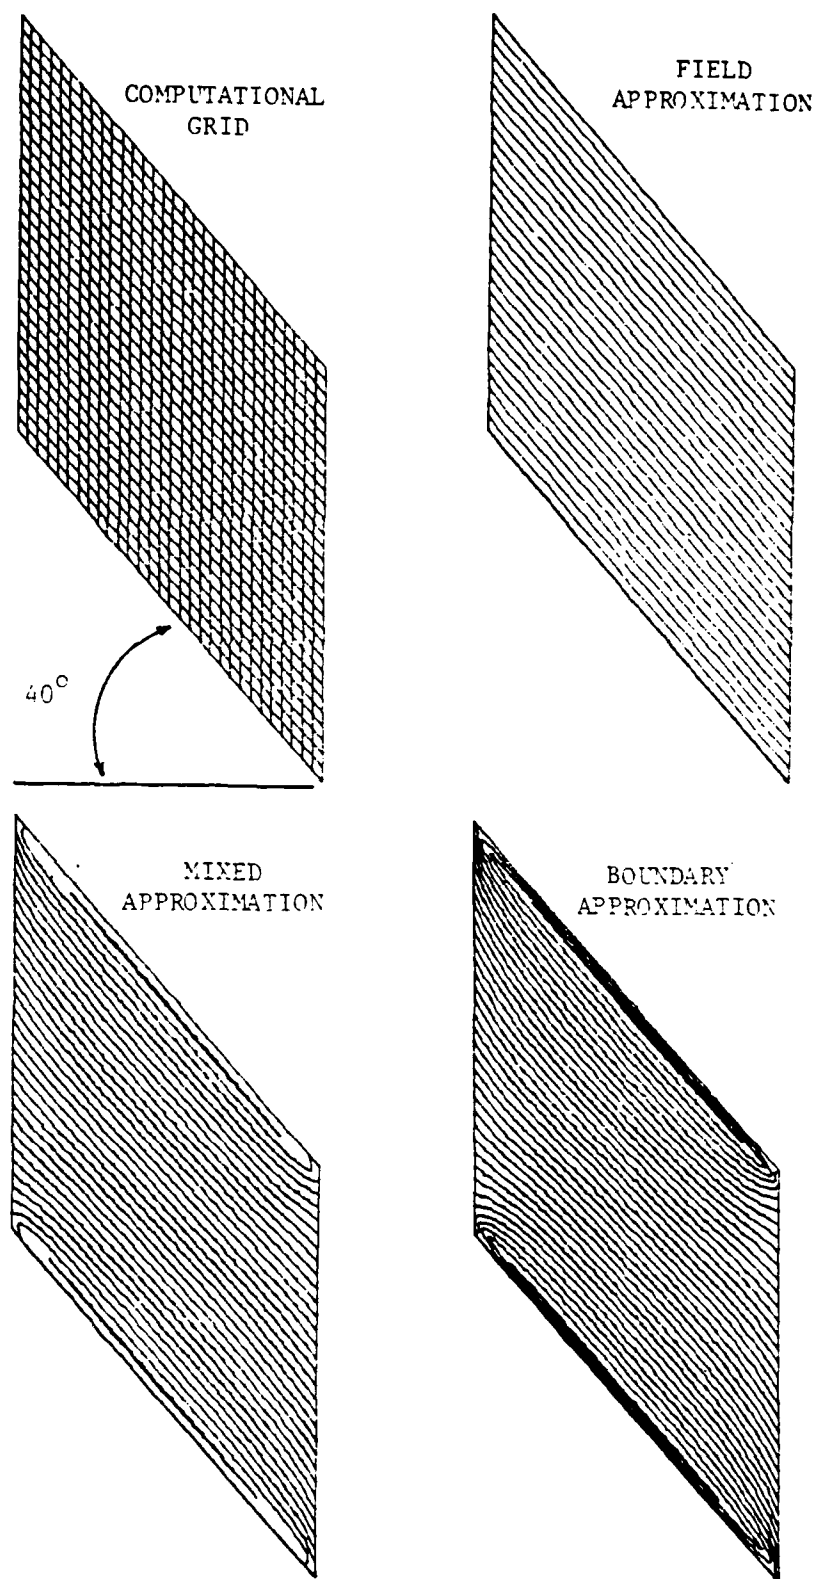 COMPUTATIONAL
GRID
FIELD
APPROXIMATION
40°
MIXED
APPROXIMATION
BOUNDARY
APPROXIMATION